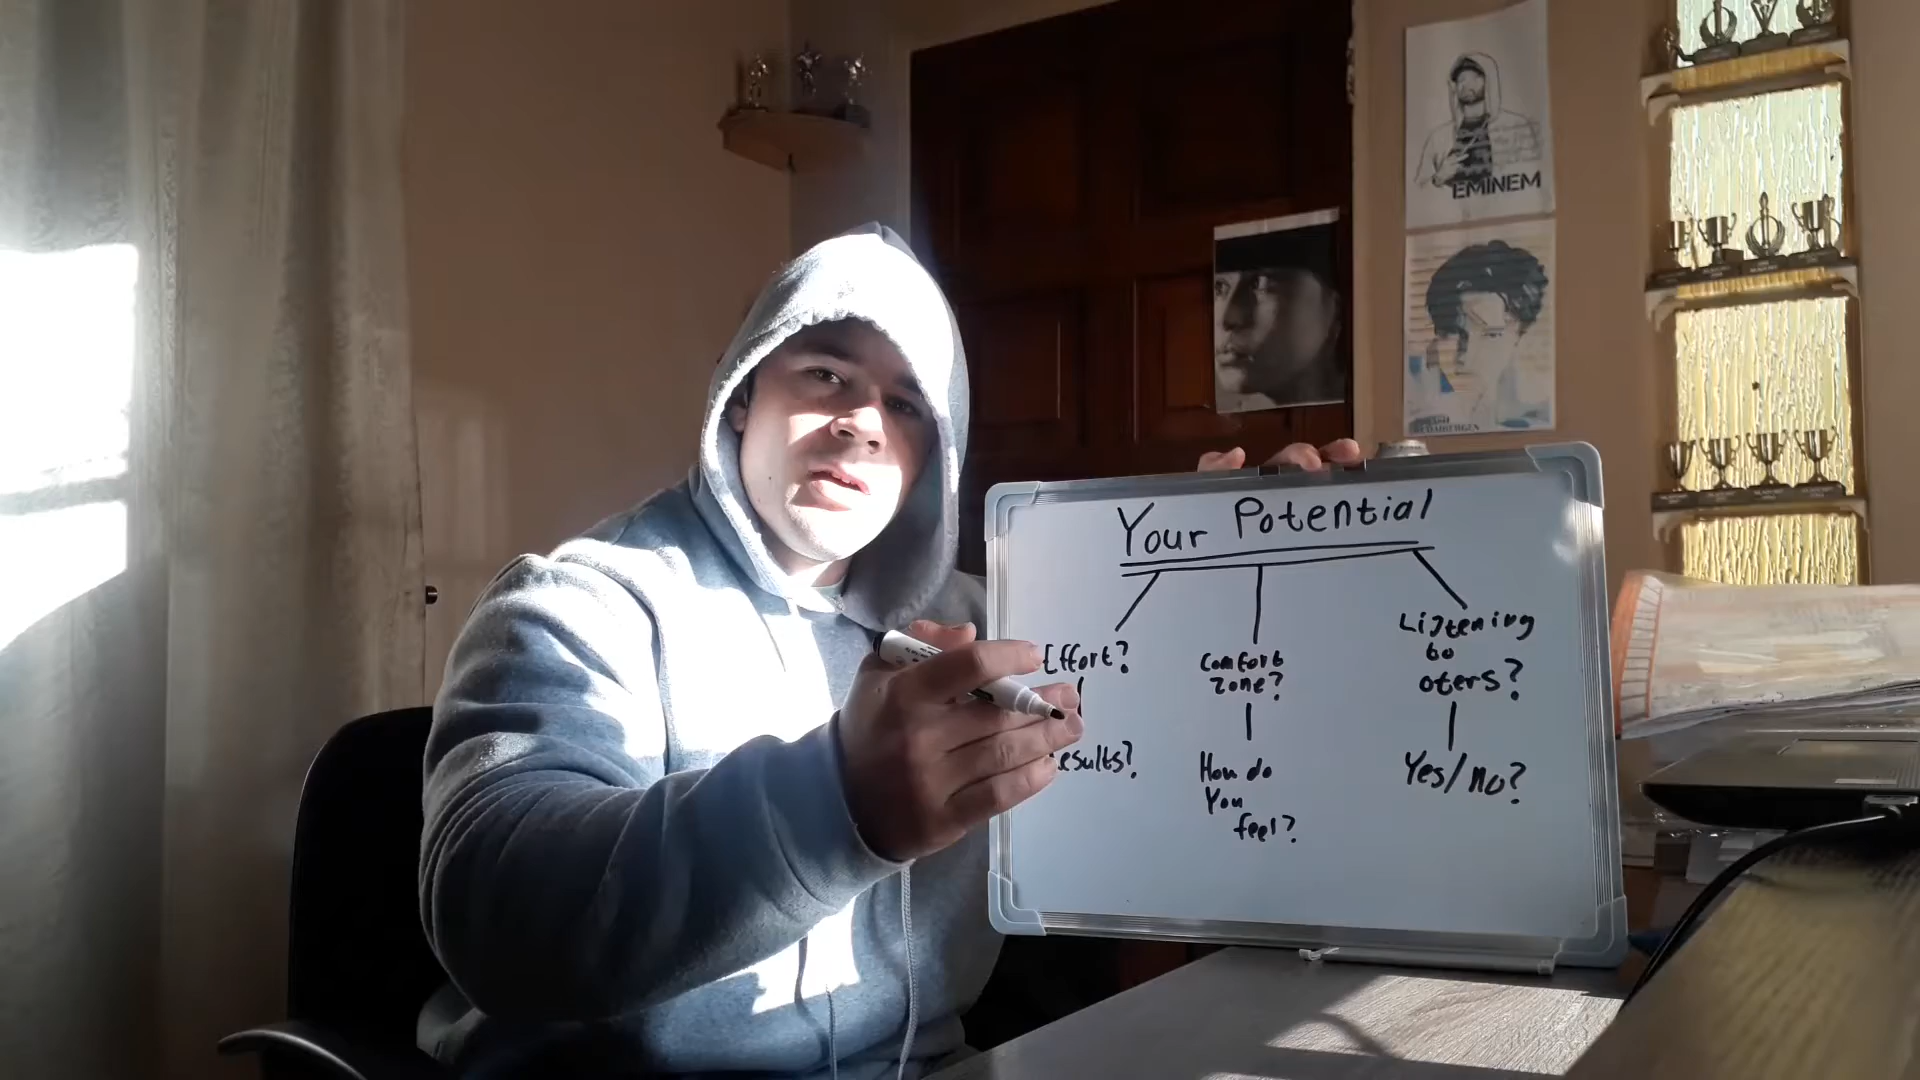 EMINEM
Your Potential
Effort?
Comfort
Zone?
Listening
to
oters?
esults?
How do
You
feel?
Yes/no?